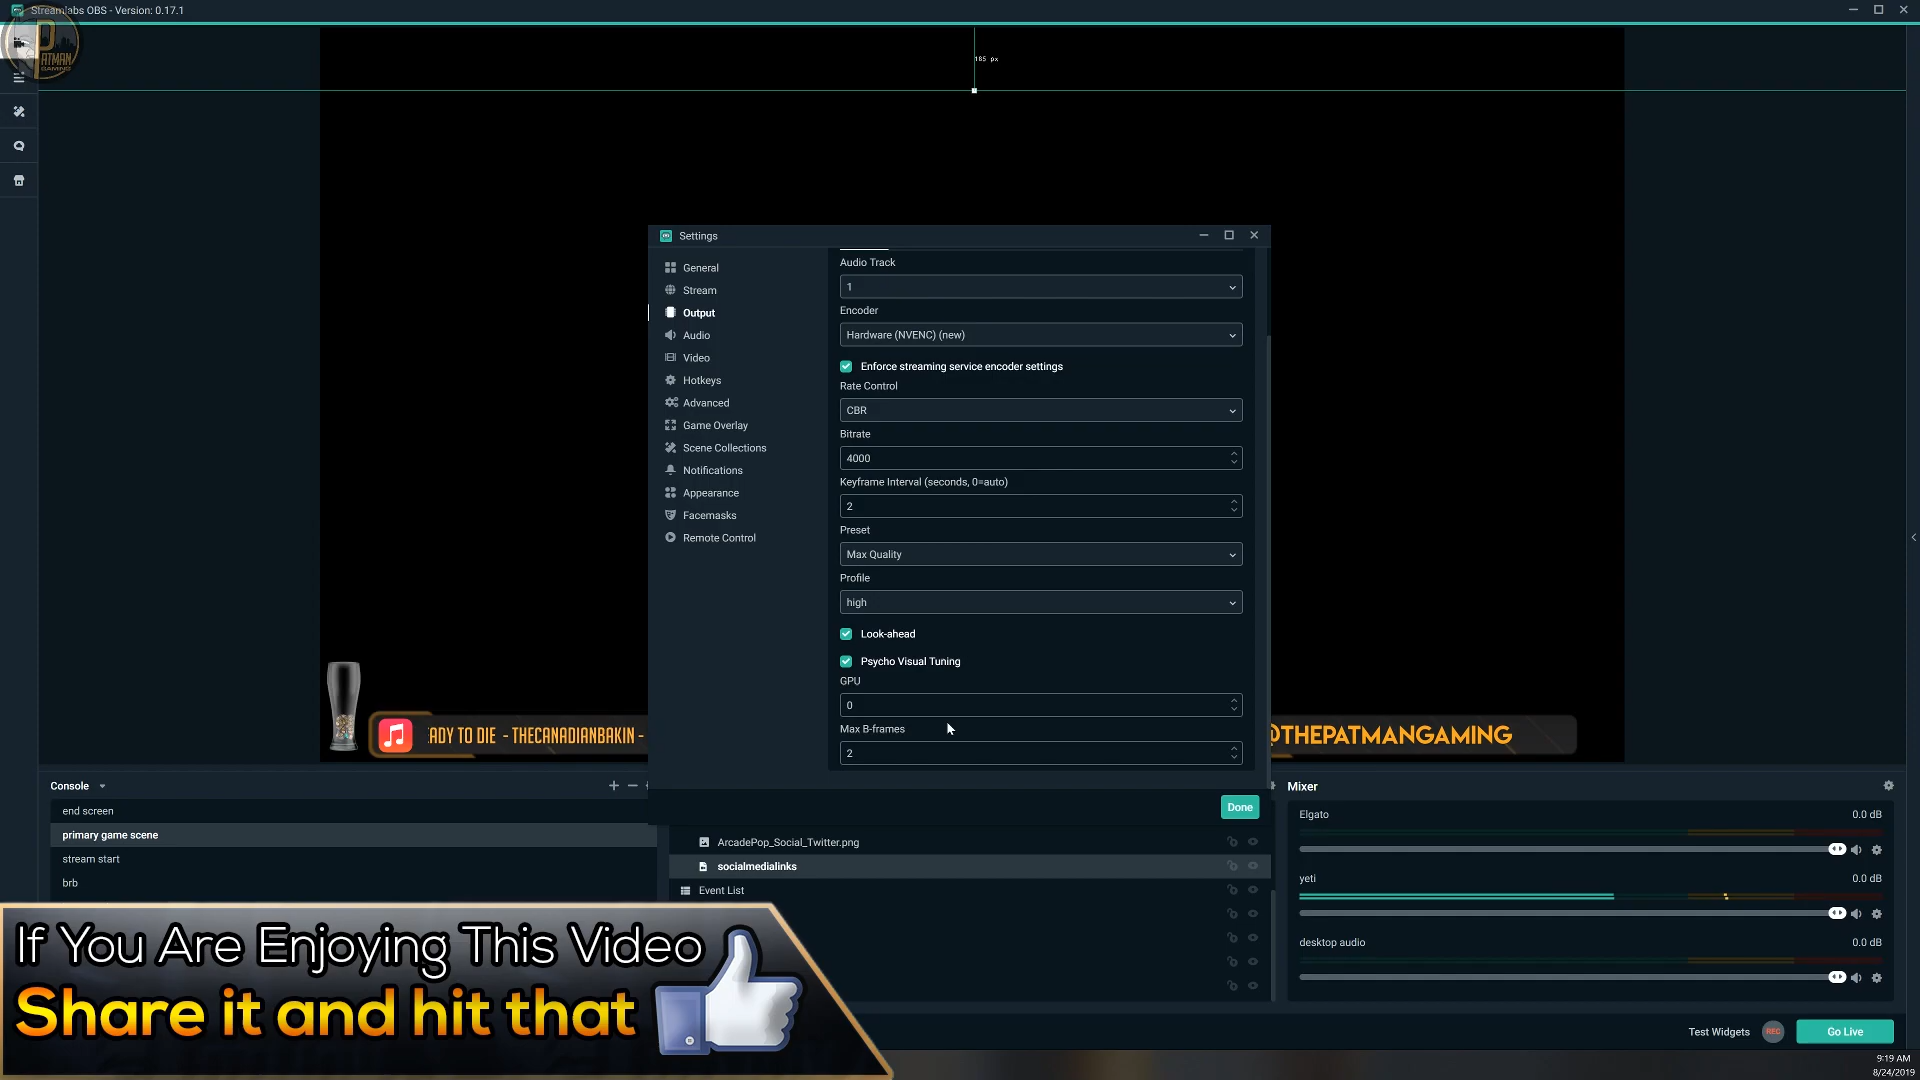 Streamlabs OBS - Version: 0.17.1
PATMAN
GAMING
185 px
Settings
General
Stream
Output
Audio
Video
Hotkeys
Advanced
Game Overlay
Scene Collections
Notifications
Appearance
Facemasks
Remote Control
Audio Track
1
Encoder
Hardware (NVENC) (new)
Enforce streaming service encoder settings
Rate Control
CBR
Bitrate
4000
Keyframe Interval (seconds, 0=auto)
2
Preset
Max Quality
Profile
high
Look-ahead
Psycho Visual Tuning
GPU
0
Max B-frames
2
Done
ADY TO DIE - THECANADIANBAKIN -
@THEPATMANGAMING
Console
end screen
primary game scene
stream start
brb
ArcadePop_Social_Twitter.png
socialmedialinks
Event List
Mixer
Elgato 0.0 dB
yeti 0.0 dB
desktop audio 0.0 dB
If You Are Enjoying This Video
Share it and hit that
Test Widgets REC Go Live
9:19 AM
8/24/2019